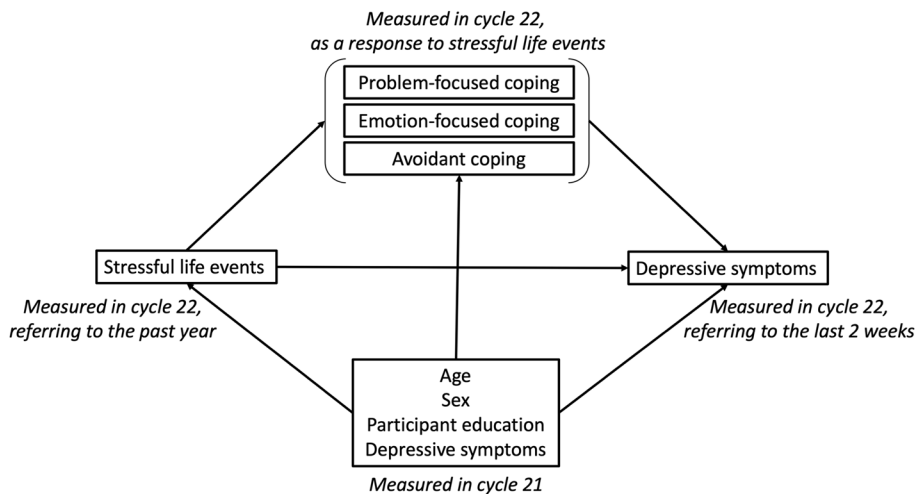 Measured in cycle 22,
as a response to stressful life events
Problem-focused coping
Emotion-focused coping
Avoidant coping
Stressful life events
Depressive symptoms
Measured in cycle 22,
referring to the past year
Measured in cycle 22,
referring to the last 2 weeks
Age
Sex
Participant education
Depressive symptoms
Measured in cycle 21